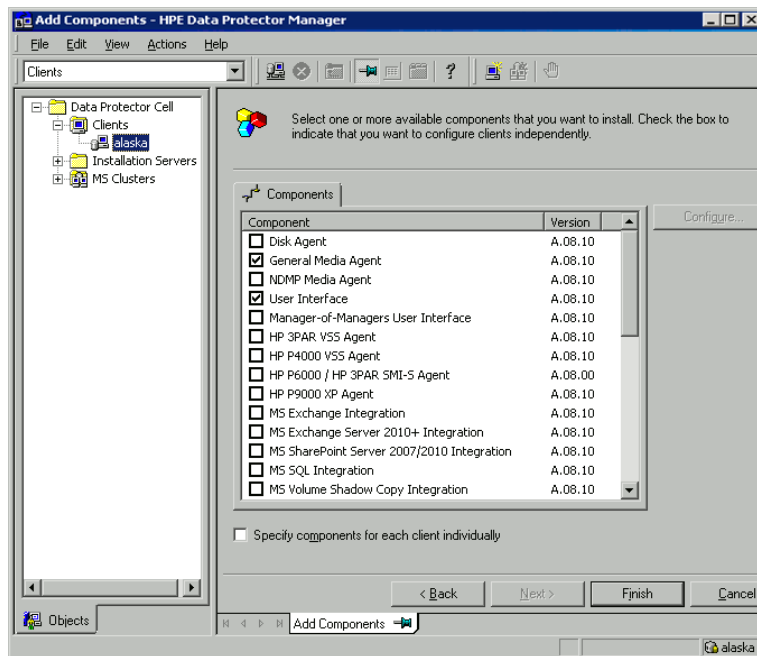 Add Components - HPE Data Protector Manager
File Edit View Actions Help
Clients
Data Protector Cell
Clients
alaska
Installation Servers
MS Clusters
Objects
Select one or more available components that you want to install. Check the box to
indicate that you want to configure clients independently.
Components
Configure...
Component Version
Disk Agent A.08.10
General Media Agent A.08.10
NDMP Media Agent A.08.10
User Interface A.08.10
Manager-of-Managers User Interface A.08.10
HP 3PAR VSS Agent A.08.10
HP P4000 VSS Agent A.08.10
HP P6000 / HP 3PAR SMI-S Agent A.08.00
HP P9000 XP Agent A.08.10
MS Exchange Integration A.08.10
MS Exchange Server 2010+ Integration A.08.10
MS SharePoint Server 2007/2010 Integration A.08.10
MS SQL Integration A.08.10
MS Volume Shadow Copy Integration A.08.10
Specify components for each client individually
< Back Next > Finish Cancel
Add Components
alaska